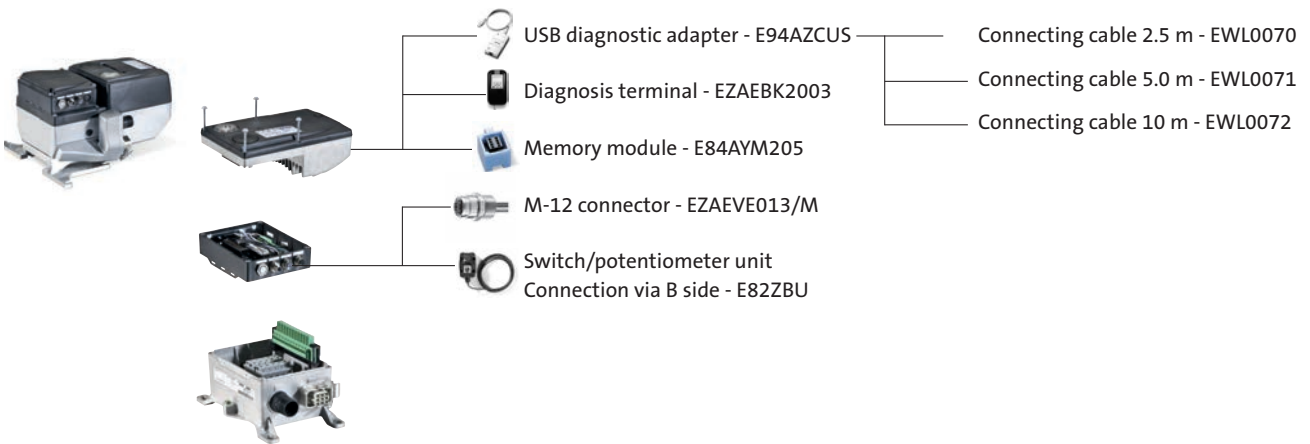 USB diagnostic adapter - E94AZCUS
Connecting cable 2.5 m - EWL0070
Diagnosis terminal - EZAEBK2003
Connecting cable 5.0 m - EWL0071
Connecting cable 10 m - EWL0072
Memory module - E84AYM205
M-12 connector - EZAEVE013/M
Switch/potentiometer unit
Connection via B side - E82ZBU